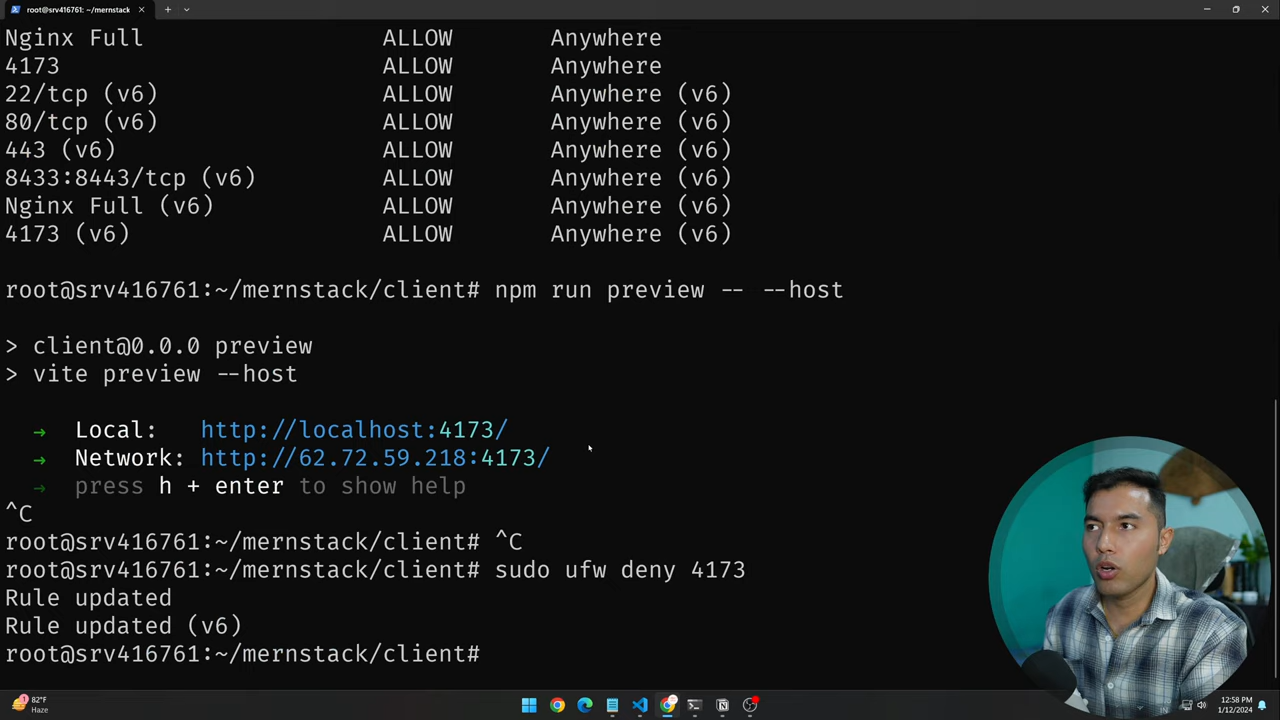 root@srv416761: ~/mernstack
Nginx Full ALLOW Anywhere
4173 ALLOW Anywhere
22/tcp (v6) ALLOW Anywhere (v6)
80/tcp (v6) ALLOW Anywhere (v6)
443 (v6) ALLOW Anywhere (v6)
8433:8443/tcp (v6) ALLOW Anywhere (v6)
Nginx Full (v6) ALLOW Anywhere (v6)
4173 (v6) ALLOW Anywhere (v6)
root@srv416761:~/mernstack/client# npm run preview -- --host
> client@0.0.0 preview
> vite preview --host
➜ Local: http://localhost:4173/
➜ Network: http://62.72.59.218:4173/
➜ press h + enter to show help
^C
root@srv416761:~/mernstack/client# ^C
root@srv416761:~/mernstack/client# sudo ufw deny 4173
Rule updated
Rule updated (v6)
root@srv416761:~/mernstack/client#
1
82°F
Haze
12:58 PM
1/12/2024